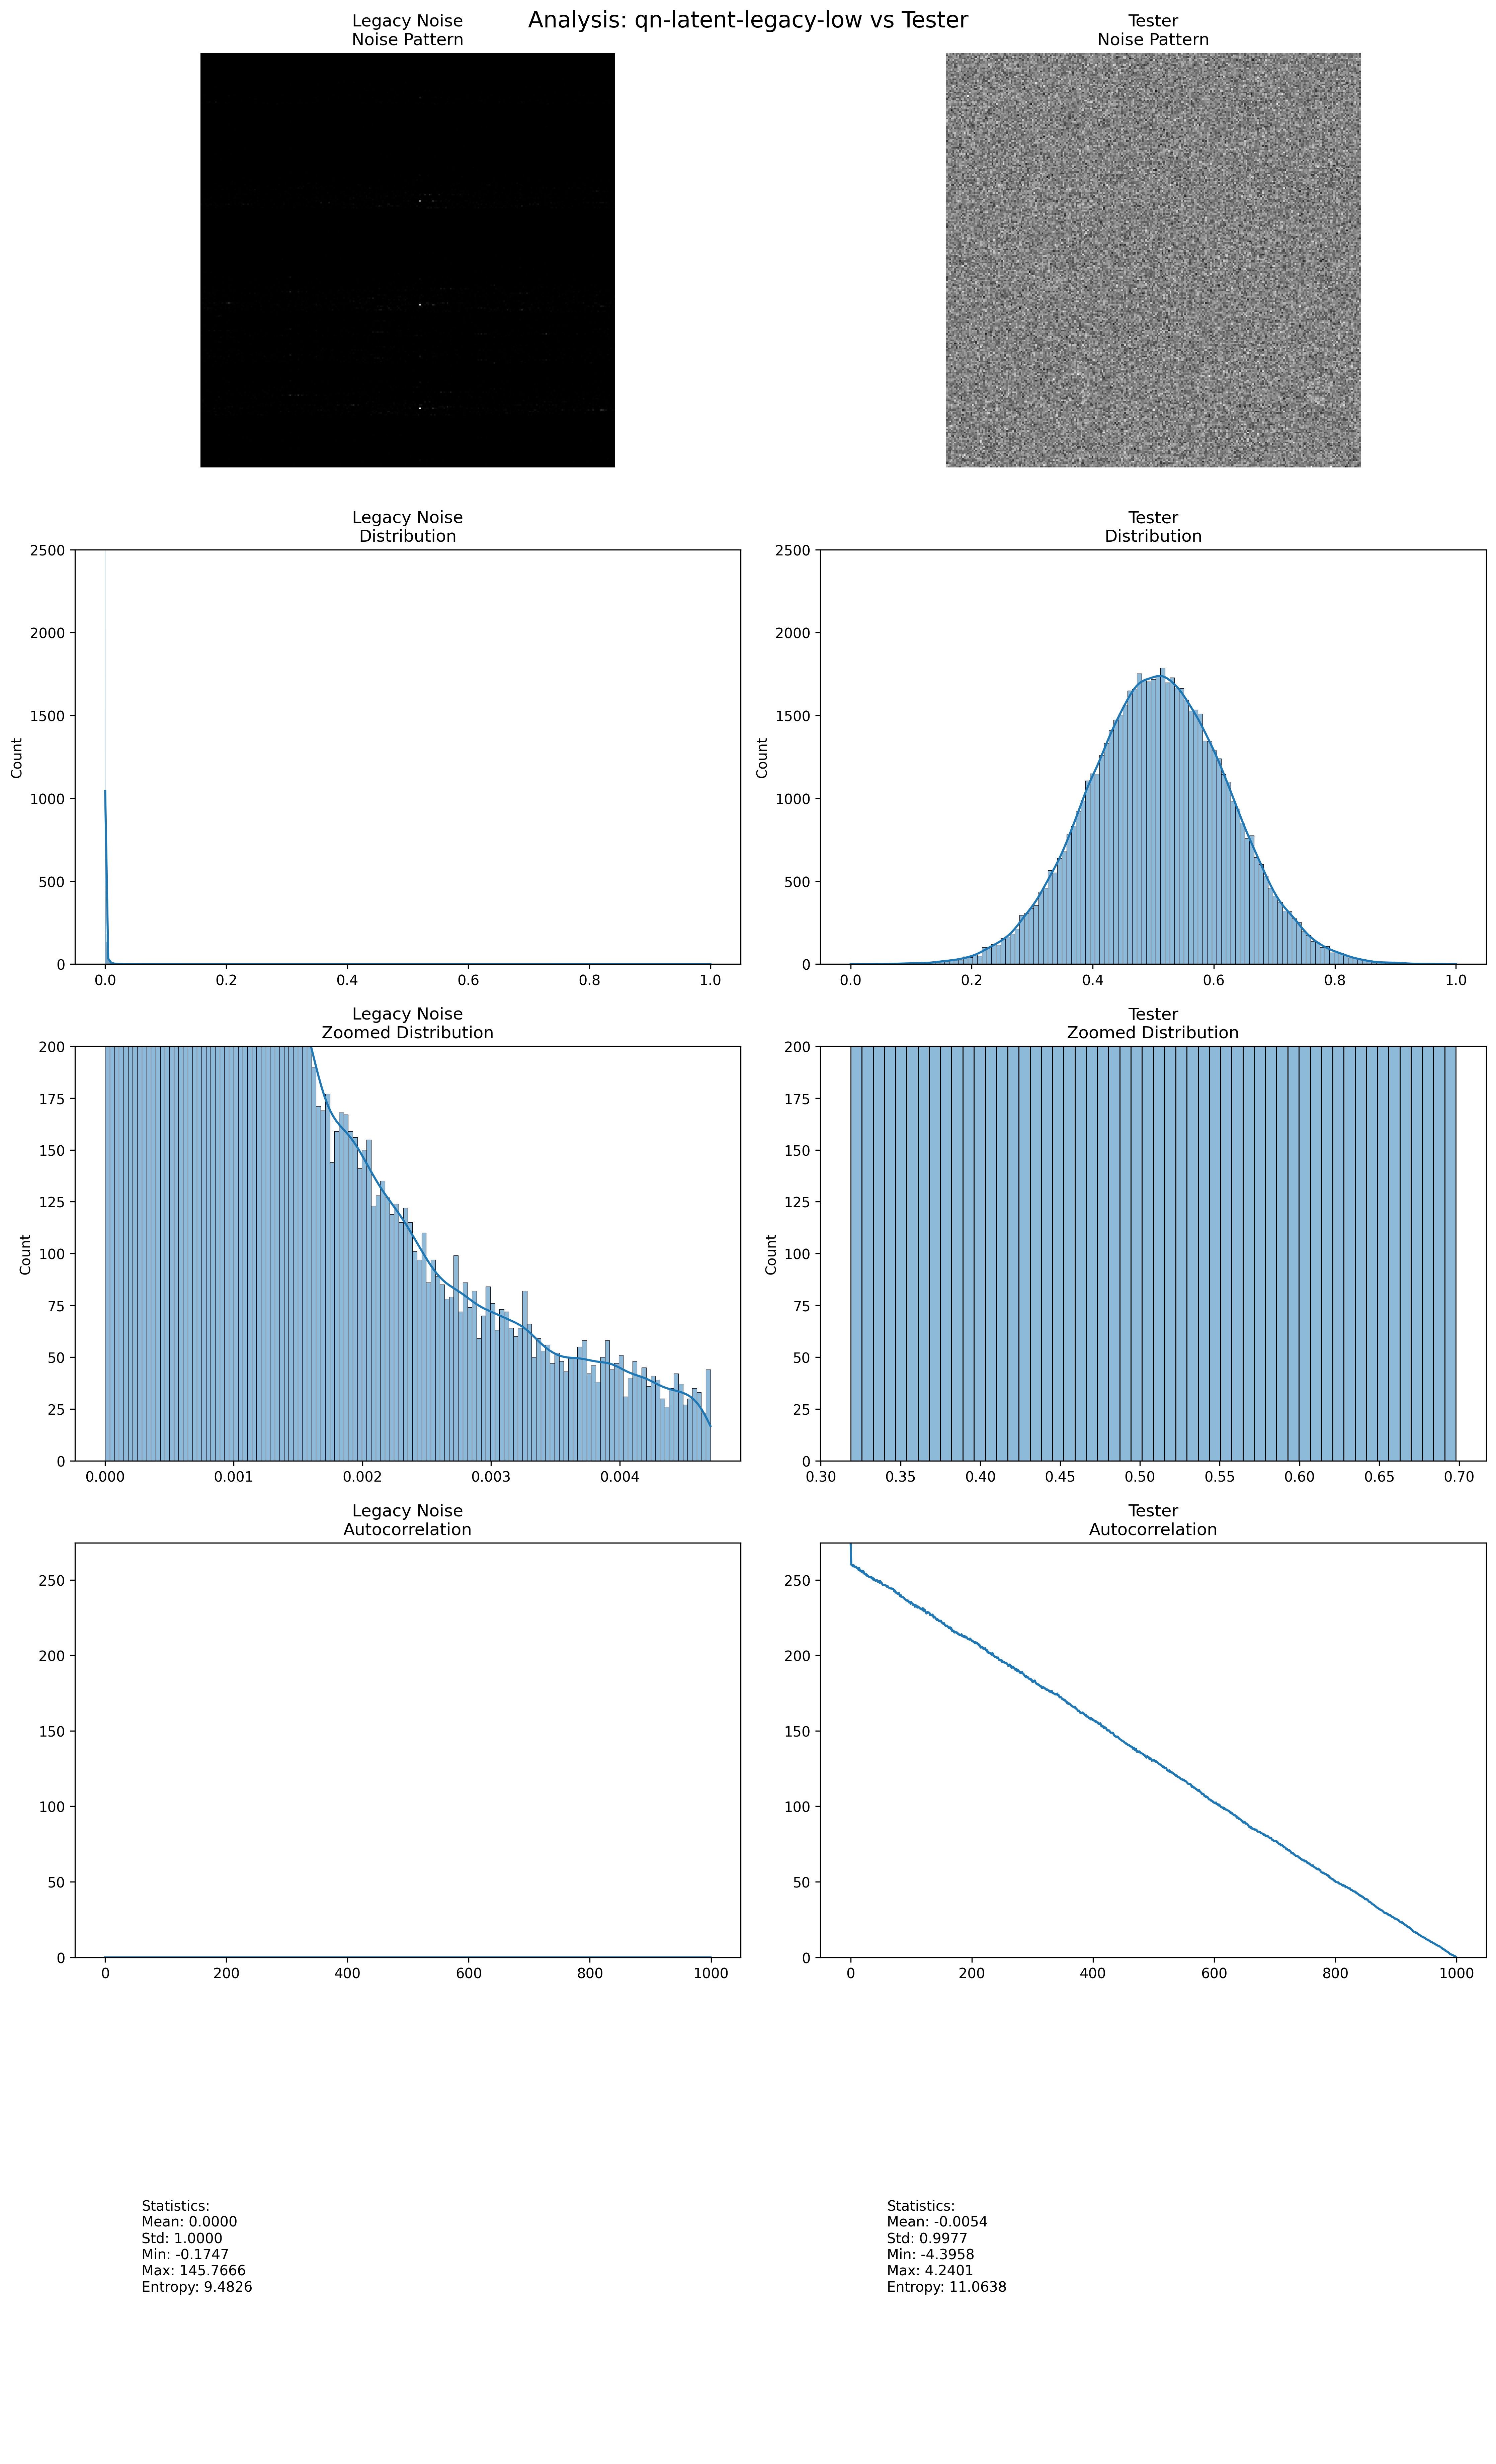 Analysis: qn-latent-legacy-low vs Tester
Legacy Noise
Noise Pattern
Tester
Noise Pattern
Legacy Noise
Distribution
2500
2000
1500
1000
500
0
Count
0.0 0.2 0.4 0.6 0.8 1.0
Tester
Distribution
2500
2000
1500
1000
500
0
Count
0.0 0.2 0.4 0.6 0.8 1.0
Legacy Noise
Zoomed Distribution
200
175
150
125
100
75
50
25
0
Count
0.000 0.001 0.002 0.003 0.004
Tester
Zoomed Distribution
200
175
150
125
100
75
50
25
0
Count
0.30 0.35 0.40 0.45 0.50 0.55 0.60 0.65 0.70
Legacy Noise
Autocorrelation
250
200
150
100
50
0
0 200 400 600 800 1000
Tester
Autocorrelation
250
200
150
100
50
0
0 200 400 600 800 1000
Statistics:
Mean: 0.0000
Std: 1.0000
Min: -0.1747
Max: 145.7666
Entropy: 9.4826
Statistics:
Mean: -0.0054
Std: 0.9977
Min: -4.3958
Max: 4.2401
Entropy: 11.0638